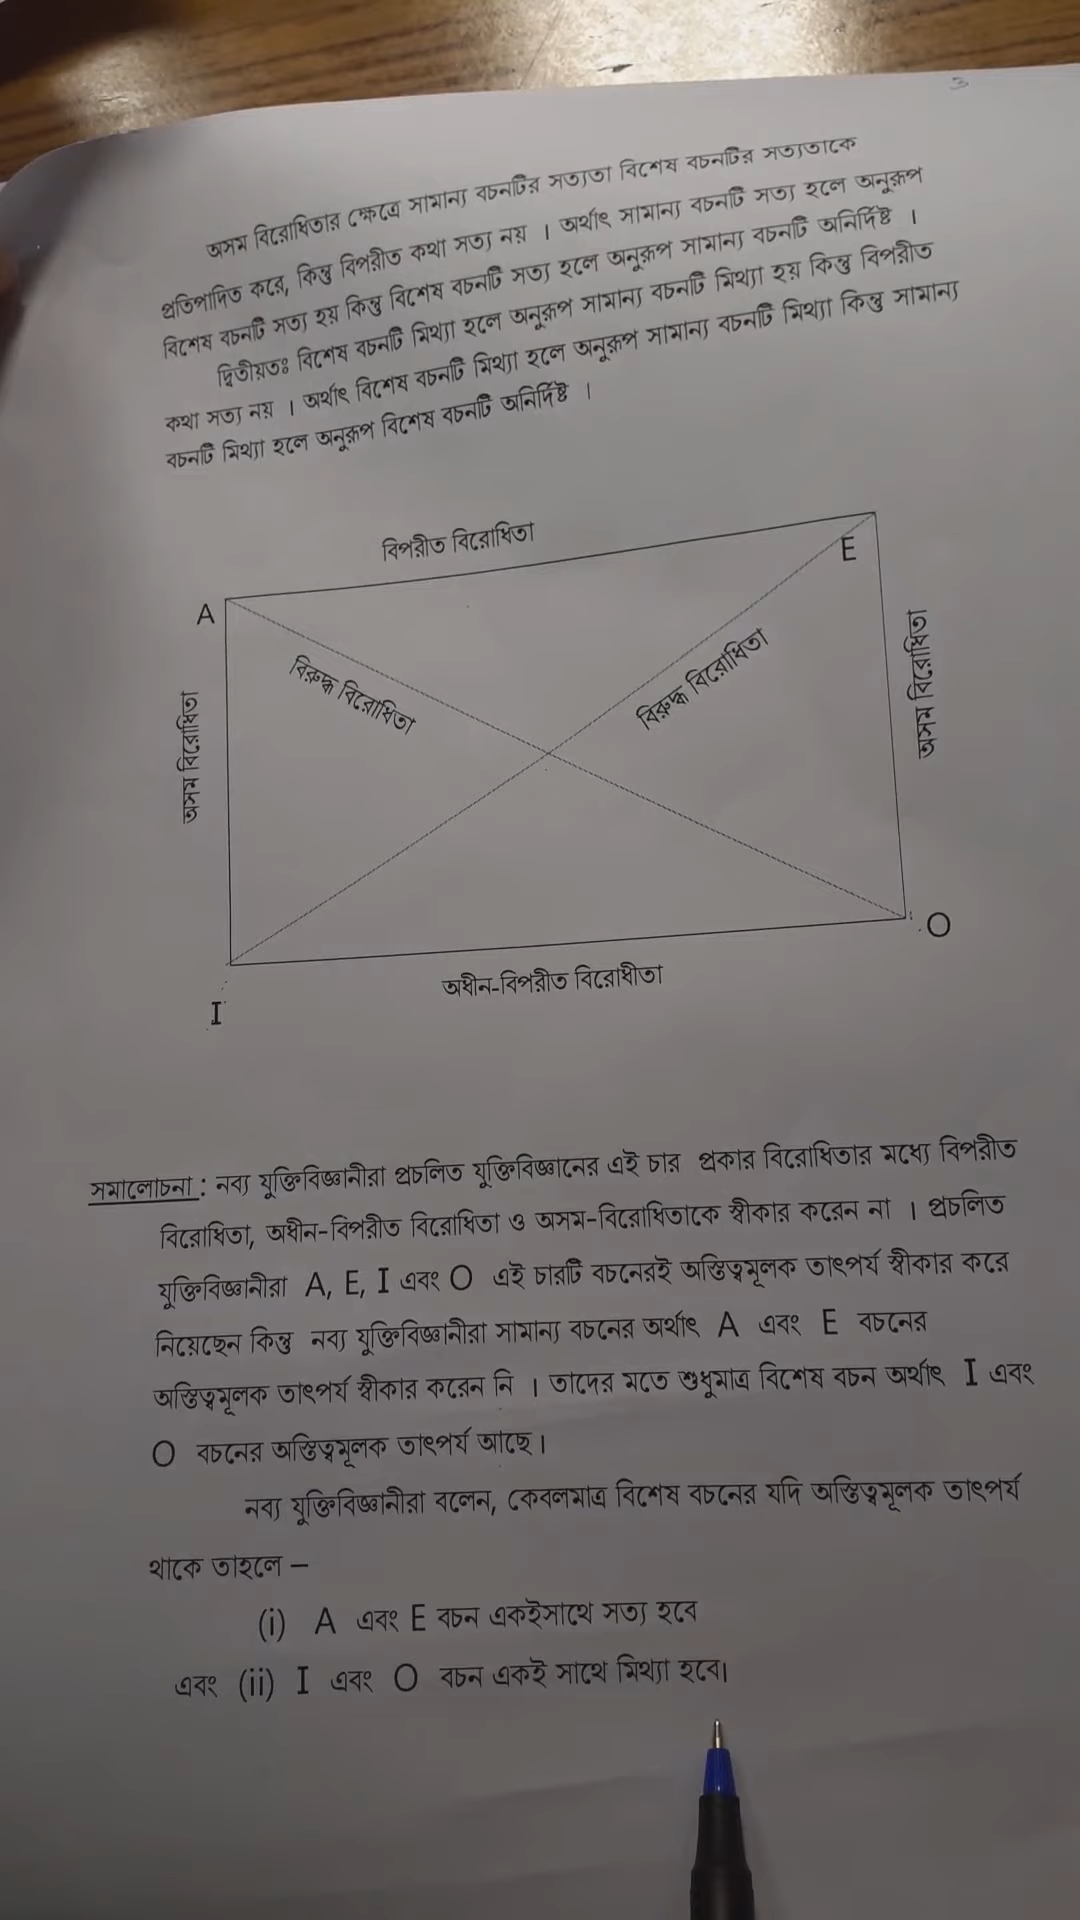 3
অসম বিরোধিতার ক্ষেত্রে সামান্য বচনটির সত্যতা বিশেষ বচনটির সত্যতাকে
প্রতিপাদিত করে, কিন্তু বিপরীত কথা সত্য নয় । অর্থাৎ সামান্য বচনটি সত্য হলে অনুরূপ
বিশেষ বচনটি সত্য হয় কিন্তু বিশেষ বচনটি সত্য হলে অনুরূপ সামান্য বচনটি অনির্দিষ্ট ।
দ্বিতীয়তঃ বিশেষ বচনটি মিথ্যা হলে অনুরূপ সামান্য বচনটি মিথ্যা হয় কিন্তু বিপরীত
কথা সত্য নয় । অর্থাৎ বিশেষ বচনটি মিথ্যা হলে অনুরূপ সামান্য বচনটি মিথ্যা কিন্তু সামান্য
বচনটি মিথ্যা হলে অনুরূপ বিশেষ বচনটি অনির্দিষ্ট ।
বিপরীত বিরোধিতা
A
E
বিরুদ্ধ বিরোধিতা
বিরুদ্ধ বিরোধিতা
অসম বিরোধিতা
অসম বিরোধিতা
O
অধীন-বিপরীত বিরোধীতা
I
সমালোচনা : নব্য যুক্তিবিজ্ঞানীরা প্রচলিত যুক্তিবিজ্ঞানের এই চার প্রকার বিরোধিতার মধ্যে বিপরীত
বিরোধিতা, অধীন-বিপরীত বিরোধিতা ও অসম-বিরোধিতাকে স্বীকার করেন না । প্রচলিত
যুক্তিবিজ্ঞানীরা A, E, I এবং O এই চারটি বচনেরই অস্তিত্বমূলক তাৎপর্য স্বীকার করে
নিয়েছেন কিন্তু নব্য যুক্তিবিজ্ঞানীরা সামান্য বচনের অর্থাৎ A এবং E বচনের
অস্তিত্বমূলক তাৎপর্য স্বীকার করেন নি । তাদের মতে শুধুমাত্র বিশেষ বচন অর্থাৎ I এবং
O বচনের অস্তিত্বমূলক তাৎপর্য আছে।
নব্য যুক্তিবিজ্ঞানীরা বলেন, কেবলমাত্র বিশেষ বচনের যদি অস্তিত্বমূলক তাৎপর্য
থাকে তাহলে –
(i) A এবং E বচন একইসাথে সত্য হবে
এবং (ii) I এবং O বচন একই সাথে মিথ্যা হবে।